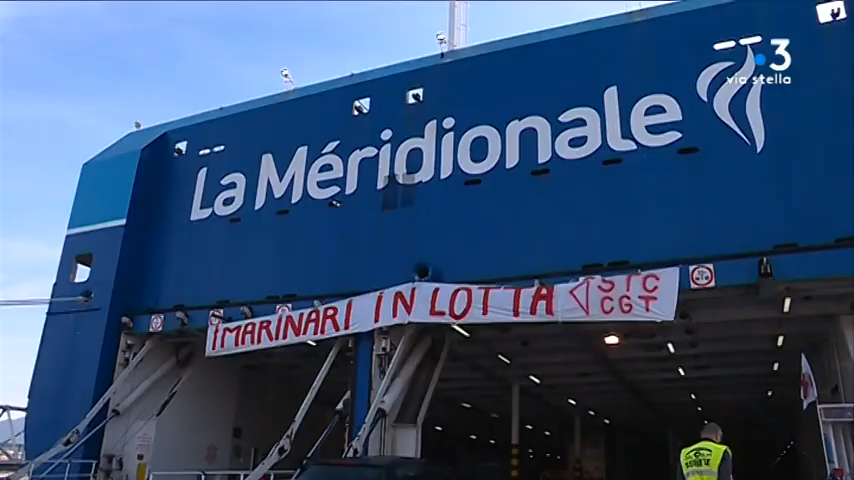 3
via stella
La Méridionale
I MARINARI IN LOTTA
STC
CGT